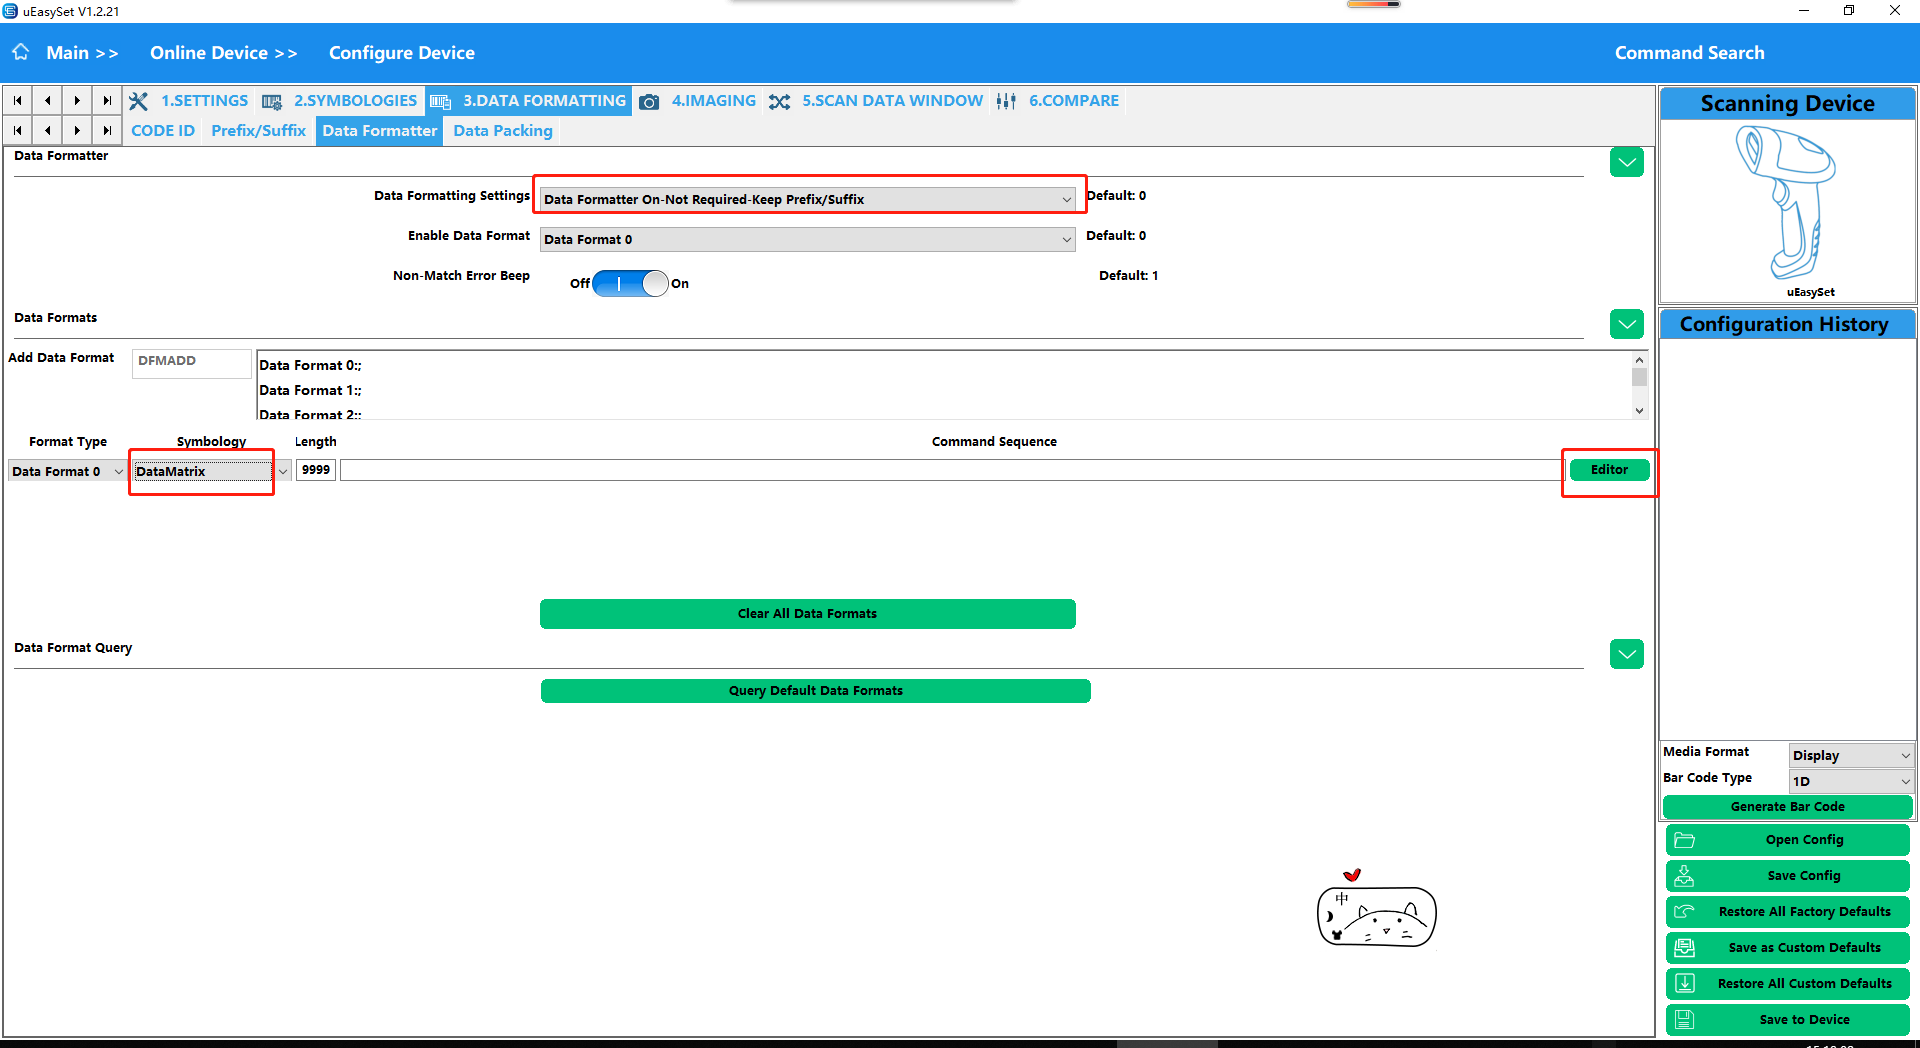 uEasySet V1.2.21
Main >> Online Device >> Configure Device Command Search
1.SETTINGS 2.SYMBOLOGIES 3.DATA FORMATTING 4.IMAGING 5.SCAN DATA WINDOW 6.COMPARE
CODE ID Prefix/Suffix Data Formatter Data Packing
Data Formatter
Data Formatting Settings Data Formatter On-Not Required-Keep Prefix/Suffix Default: 0
Enable Data Format Data Format 0 Default: 0
Non-Match Error Beep Off On Default: 1
Data Formats
Add Data Format DFMADD Data Format 0:;
Data Format 1:;
Data Format 2:;
Format Type Symbology Length Command Sequence
Data Format 0 DataMatrix 9999 Editor
Clear All Data Formats
Data Format Query
Query Default Data Formats
中
Scanning Device
uEasySet
Configuration History
Media Format Display
Bar Code Type 1D
Generate Bar Code
Open Config
Save Config
Restore All Factory Defaults
Save as Custom Defaults
Restore All Custom Defaults
Save to Device